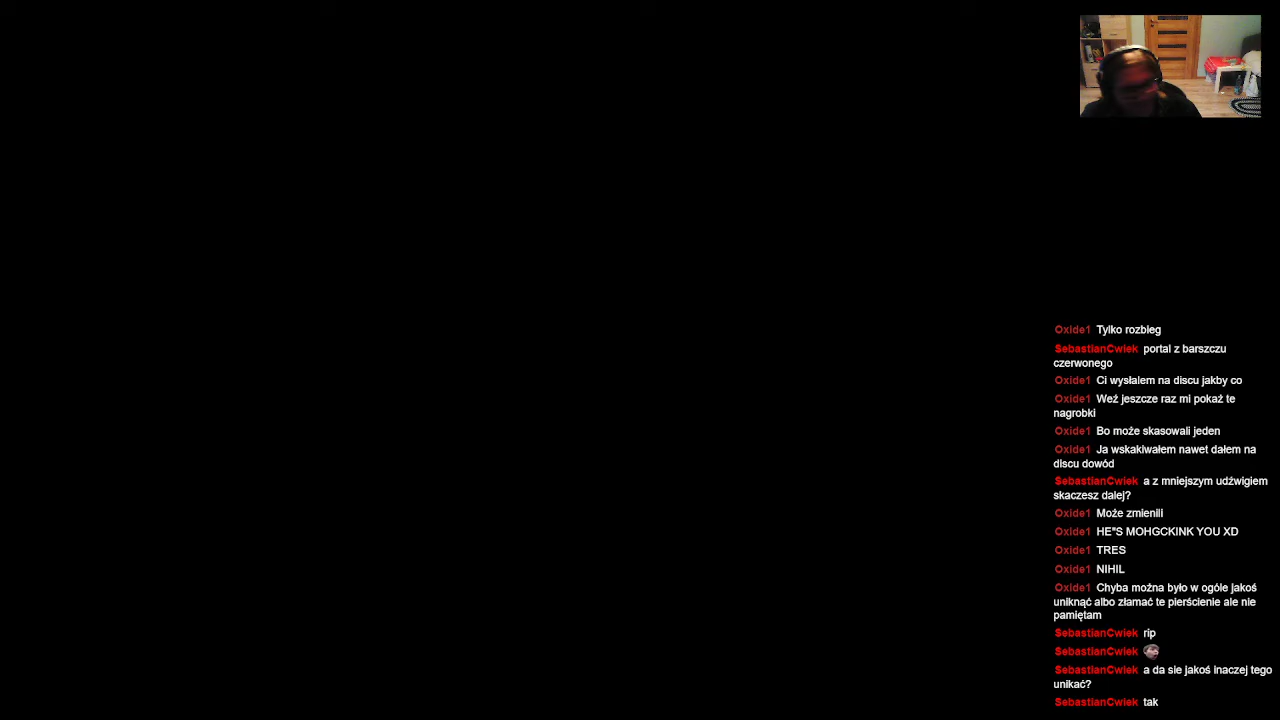 Oxide1 Tylko rozbieg
SebastianCwiek portal z barszczu
czerwonego
Oxide1 Ci wysłalem na discu jakby co
Oxide1 Weź jeszcze raz mi pokaż te
nagrobki
Oxide1 Bo może skasowali jeden
Oxide1 Ja wskakiwałem nawet dałem na
discu dowód
SebastianCwiek a z mniejszym udźwigiem
skaczesz dalej?
Oxide1 Może zmienili
Oxide1 HE"S MOHGCKINK YOU XD
Oxide1 TRES
Oxide1 NIHIL
Oxide1 Chyba można było w ogóle jakoś
uniknąć albo złamać te pierścienie ale nie
pamiętam
SebastianCwiek rip
SebastianCwiek
SebastianCwiek a da sie jakoś inaczej tego
unikać?
SebastianCwiek tak